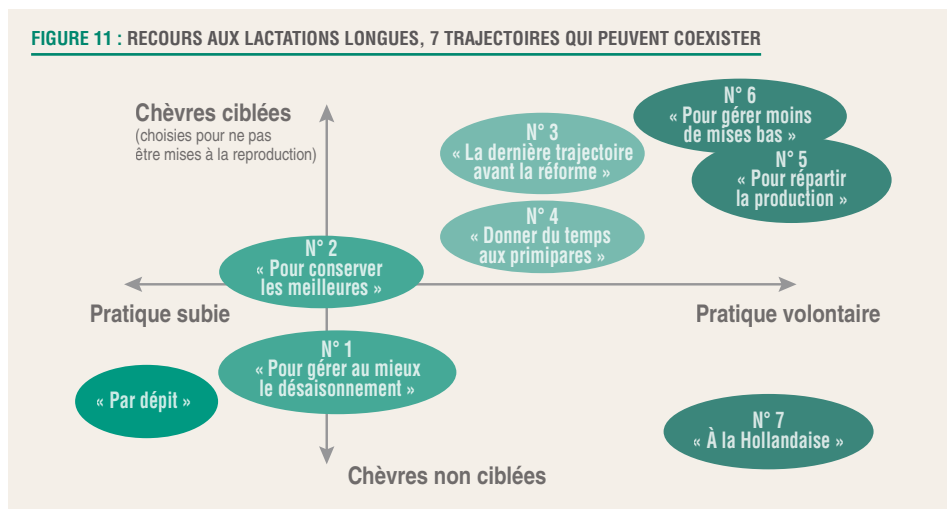 FIGURE 11 : RECOURS AUX LACTATIONS LONGUES, 7 TRAJECTOIRES QUI PEUVENT COEXISTER
Chèvres ciblées
(choisies pour ne pas
être mises à la reproduction)
N° 6
« Pour gérer moins
de mises bas »
N° 3
« La dernière trajectoire
avant la réforme »
N° 5
« Pour répartir
la production »
N° 4
« Donner du temps
aux primipares »
N° 2
« Pour conserver
les meilleures »
Pratique subie
Pratique volontaire
N° 1
« Pour gérer au mieux
le désaisonnement »
« Par dépit »
N° 7
« À la Hollandaise »
Chèvres non ciblées